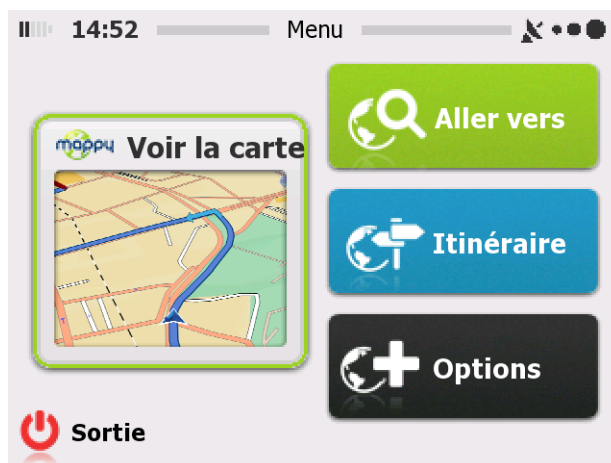 14:52 Menu
mappy Voir la carte
Aller vers
Itinéraire
Options
Sortie